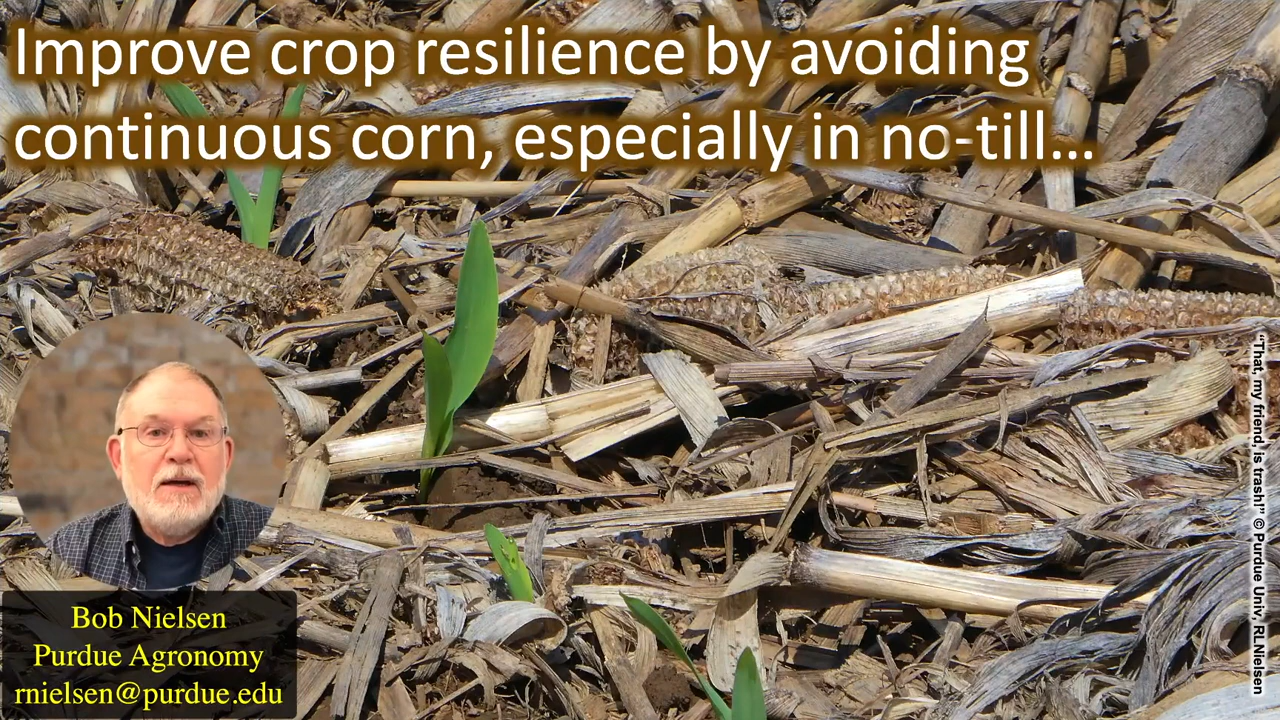 Improve crop resilience by avoiding
continuous corn, especially in no-till…
"That, my friend, is trash!" © Purdue Univ, RLNielsen
Bob Nielsen
Purdue Agronomy
rnielsen@purdue.edu